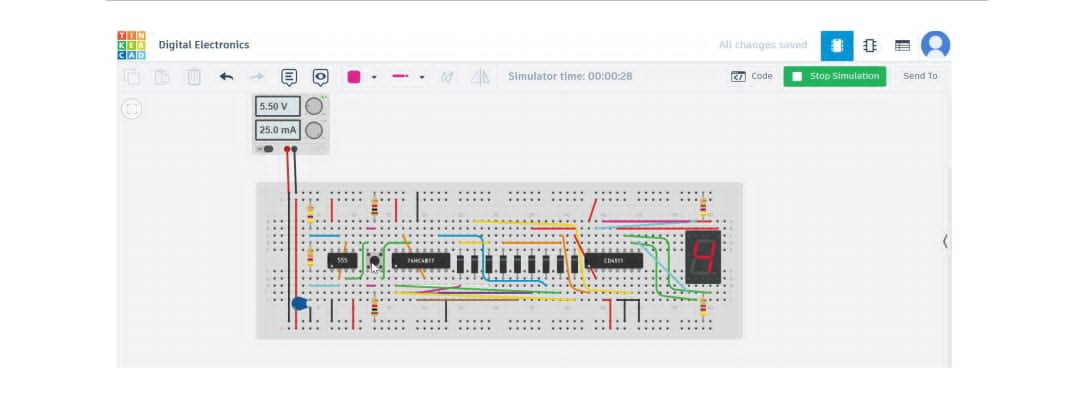 TIN
KER
CAD
Digital Electronics
All changes saved
Simulator time: 00:00:28
Code
Stop Simulation
Send To
5.50 V
25.0 mA
555
74HC4017
CD4511
4